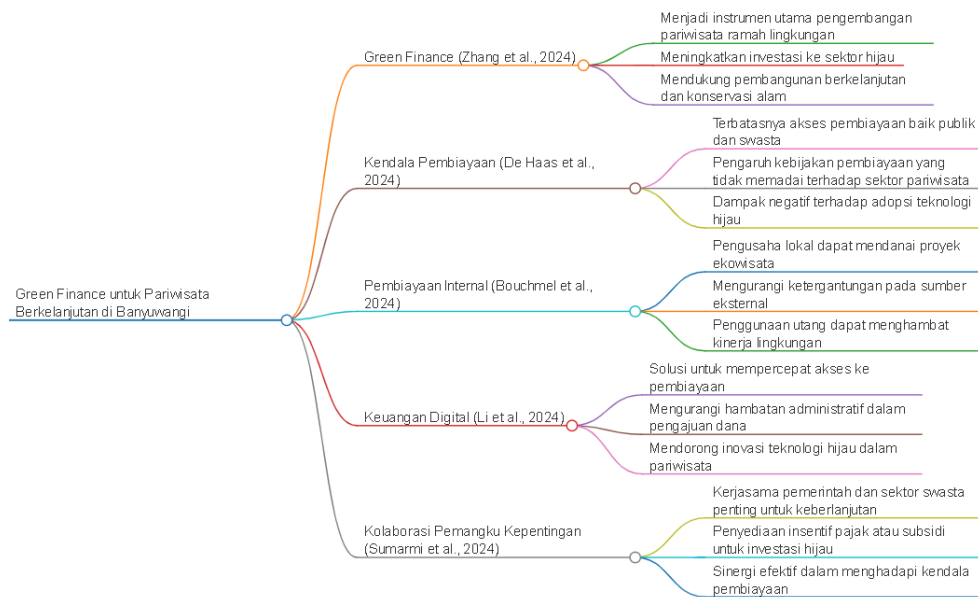 Green Finance untuk Pariwisata
Berkelanjutan di Banyuwangi
Green Finance (Zhang et al., 2024)
Menjadi instrumen utama pengembangan
pariwisata ramah lingkungan
Meningkatkan investasi ke sektor hijau
Mendukung pembangunan berkelanjutan
dan konservasi alam
Kendala Pembiayaan (De Haas et al.,
2024)
Terbatasnya akses pembiayaan baik publik
dan swasta
Pengaruh kebijakan pembiayaan yang
tidak memadai terhadap sektor pariwisata
Dampak negatif terhadap adopsi teknologi
hijau
Pembiayaan Internal (Bouchmel et al.,
2024)
Pengusaha lokal dapat mendanai proyek
ekowisata
Mengurangi ketergantungan pada sumber
eksternal
Penggunaan utang dapat menghambat
kinerja lingkungan
Keuangan Digital (Li et al., 2024)
Solusi untuk mempercepat akses ke
pembiayaan
Mengurangi hambatan administratif dalam
pengajuan dana
Mendorong inovasi teknologi hijau dalam
pariwisata
Kolaborasi Pemangku Kepentingan
(Sumarmi et al., 2024)
Kerjasama pemerintah dan sektor swasta
penting untuk keberlanjutan
Penyediaan insentif pajak atau subsidi
untuk investasi hijau
Sinergi efektif dalam menghadapi kendala
pembiayaan